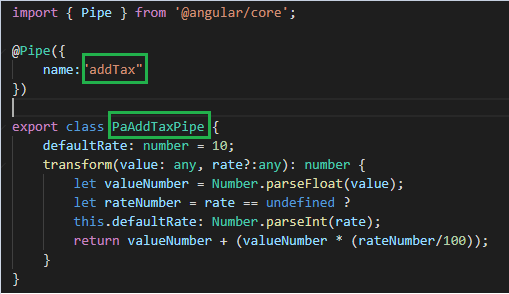 import { Pipe } from '@angular/core';
@Pipe({
name:"addTax"
})
export class PaAddTaxPipe {
defaultRate: number = 10;
transform(value: any, rate?:any): number {
let valueNumber = Number.parseFloat(value);
let rateNumber = rate == undefined ?
this.defaultRate: Number.parseInt(rate);
return valueNumber + (valueNumber * (rateNumber/100));
}
}